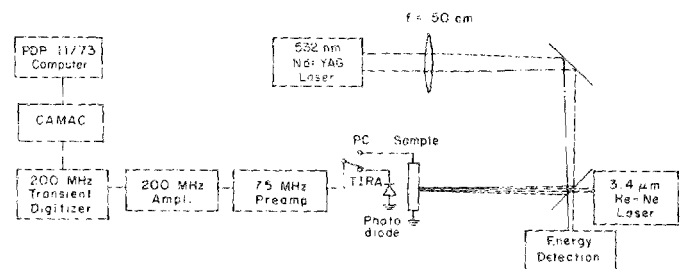 f = 50 cm
PDP 11/73
Computer
532 nm
Nd:YAG
Laser
CAMAC
PC
Sample
200 MHz
Transient
Digitizer
200 MHz
Ampl.
75 MHz
Preamp
TIRA
Photo
diode
3.4 μm
He-Ne
Laser
Energy
Detection